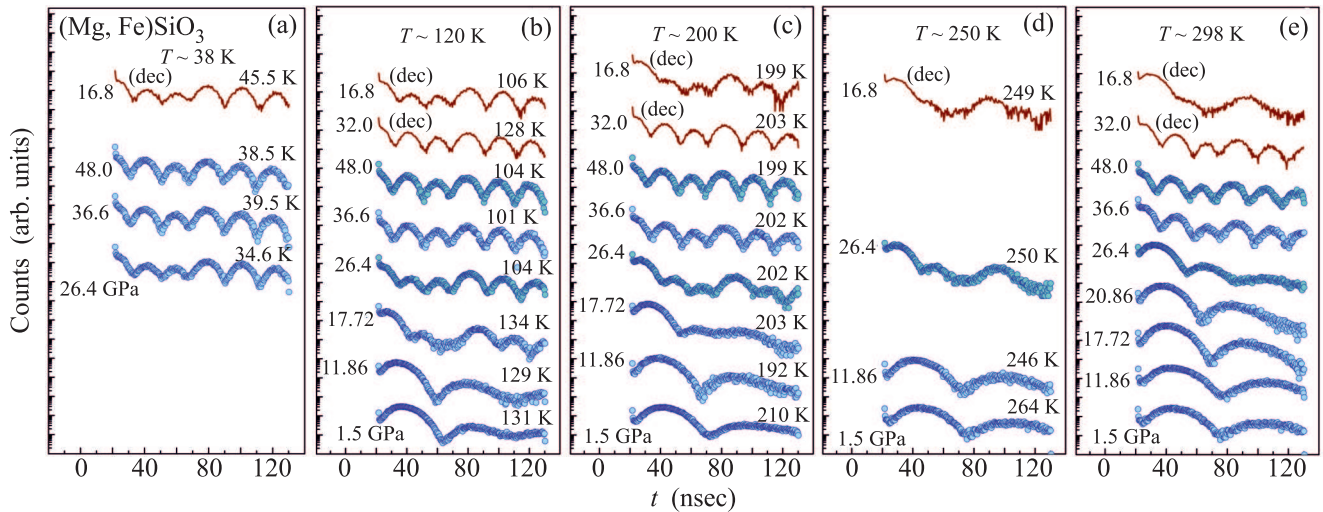 (Mg, Fe)SiO3 (a)
T ~ 38 K
(dec)
45.5 K
16.8
38.5 K
48.0
39.5 K
36.6
34.6 K
26.4 GPa
(b)
T ~ 120 K
(dec)
106 K
16.8
(dec)
128 K
32.0
104 K
48.0
101 K
36.6
104 K
26.4
134 K
17.72
129 K
11.86
131 K
1.5 GPa
(c)
T ~ 200 K
(dec)
199 K
16.8
(dec)
203 K
32.0
199 K
48.0
202 K
36.6
202 K
26.4
203 K
17.72
192 K
11.86
210 K
1.5 GPa
(d)
T ~ 250 K
(dec)
249 K
16.8
250 K
26.4
246 K
11.86
264 K
1.5 GPa
(e)
T ~ 298 K
(dec)
16.8
(dec)
32.0
48.0
36.6
26.4
20.86
17.72
11.86
1.5 GPa
Counts (arb. units)
0 40 80 120 0 40 80 120 0 40 80 120 0 40 80 120 0 40 80 120
t (nsec)